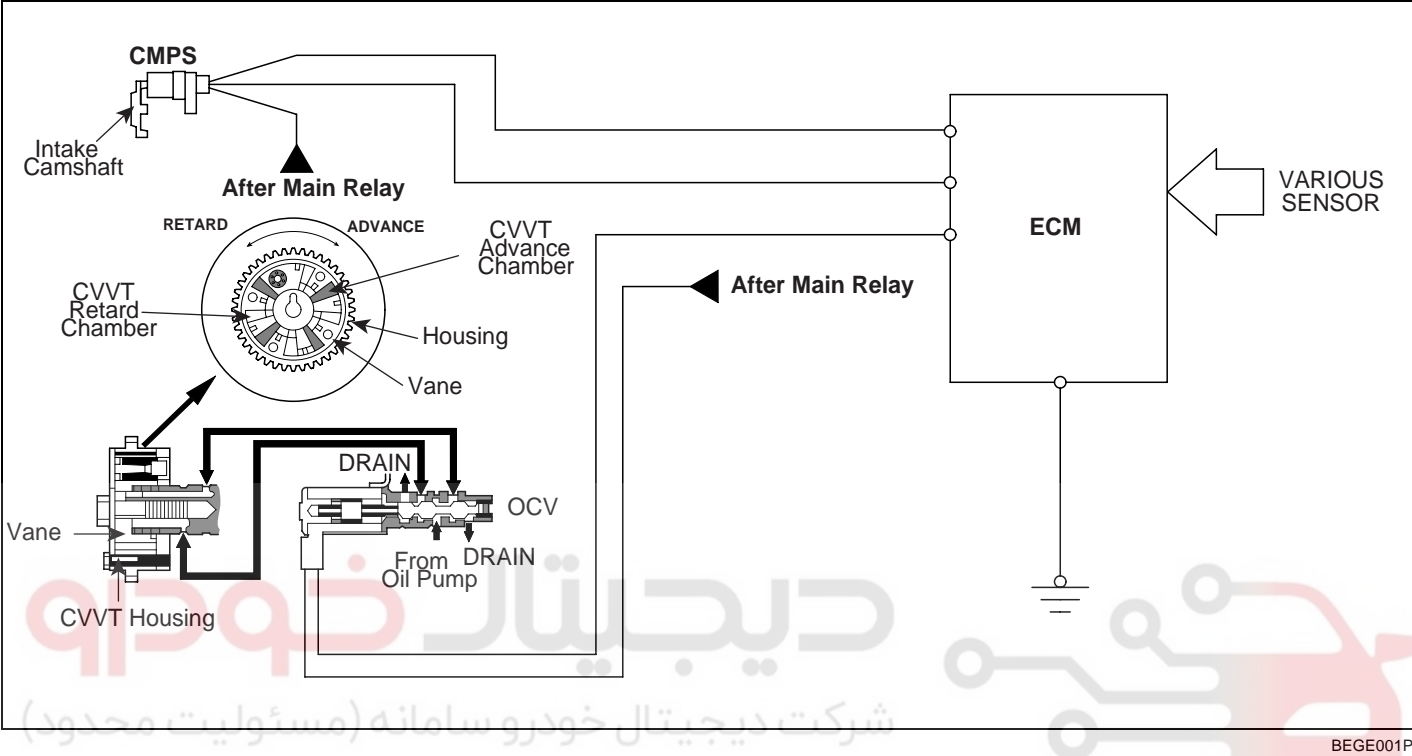 CMPS
Intake
Camshaft
After Main Relay
RETARD
ADVANCE
CVVT
Advance
Chamber
CVVT
Retard
Chamber
Housing
Vane
After Main Relay
ECM
VARIOUS
SENSOR
DRAIN
OCV
Vane
From
Oil Pump
DRAIN
CVVT Housing
دیجیتال خودرو
شرکت دیجیتال خودرو سامانه (مسئولیت محدود)
BEGE001P